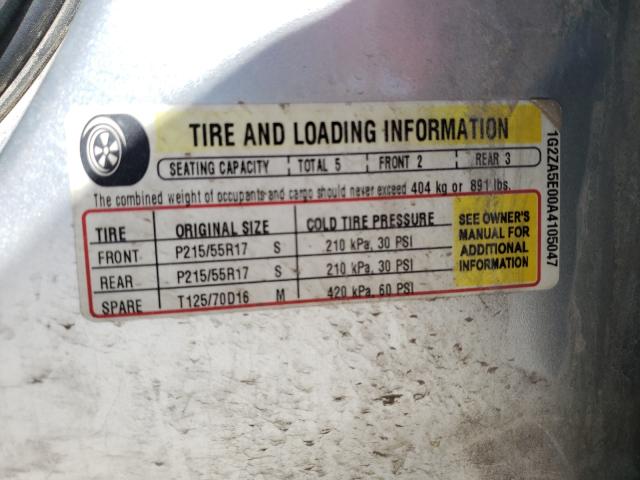 TIRE AND LOADING INFORMATION
SEATING CAPACITY TOTAL 5 FRONT 2 REAR 3
The combined weight of occupants and cargo should never exceed 404 kg or 891 lbs.
TIRE ORIGINAL SIZE COLD TIRE PRESSURE
FRONT P215/55R17 S 210 kPa, 30 PSI
REAR P215/55R17 S 210 kPa, 30 PSI
SPARE T125/70D16 M 420 kPa, 60 PSI
SEE OWNER'S
MANUAL FOR
ADDITIONAL
INFORMATION
1G2ZA5E00A4105047